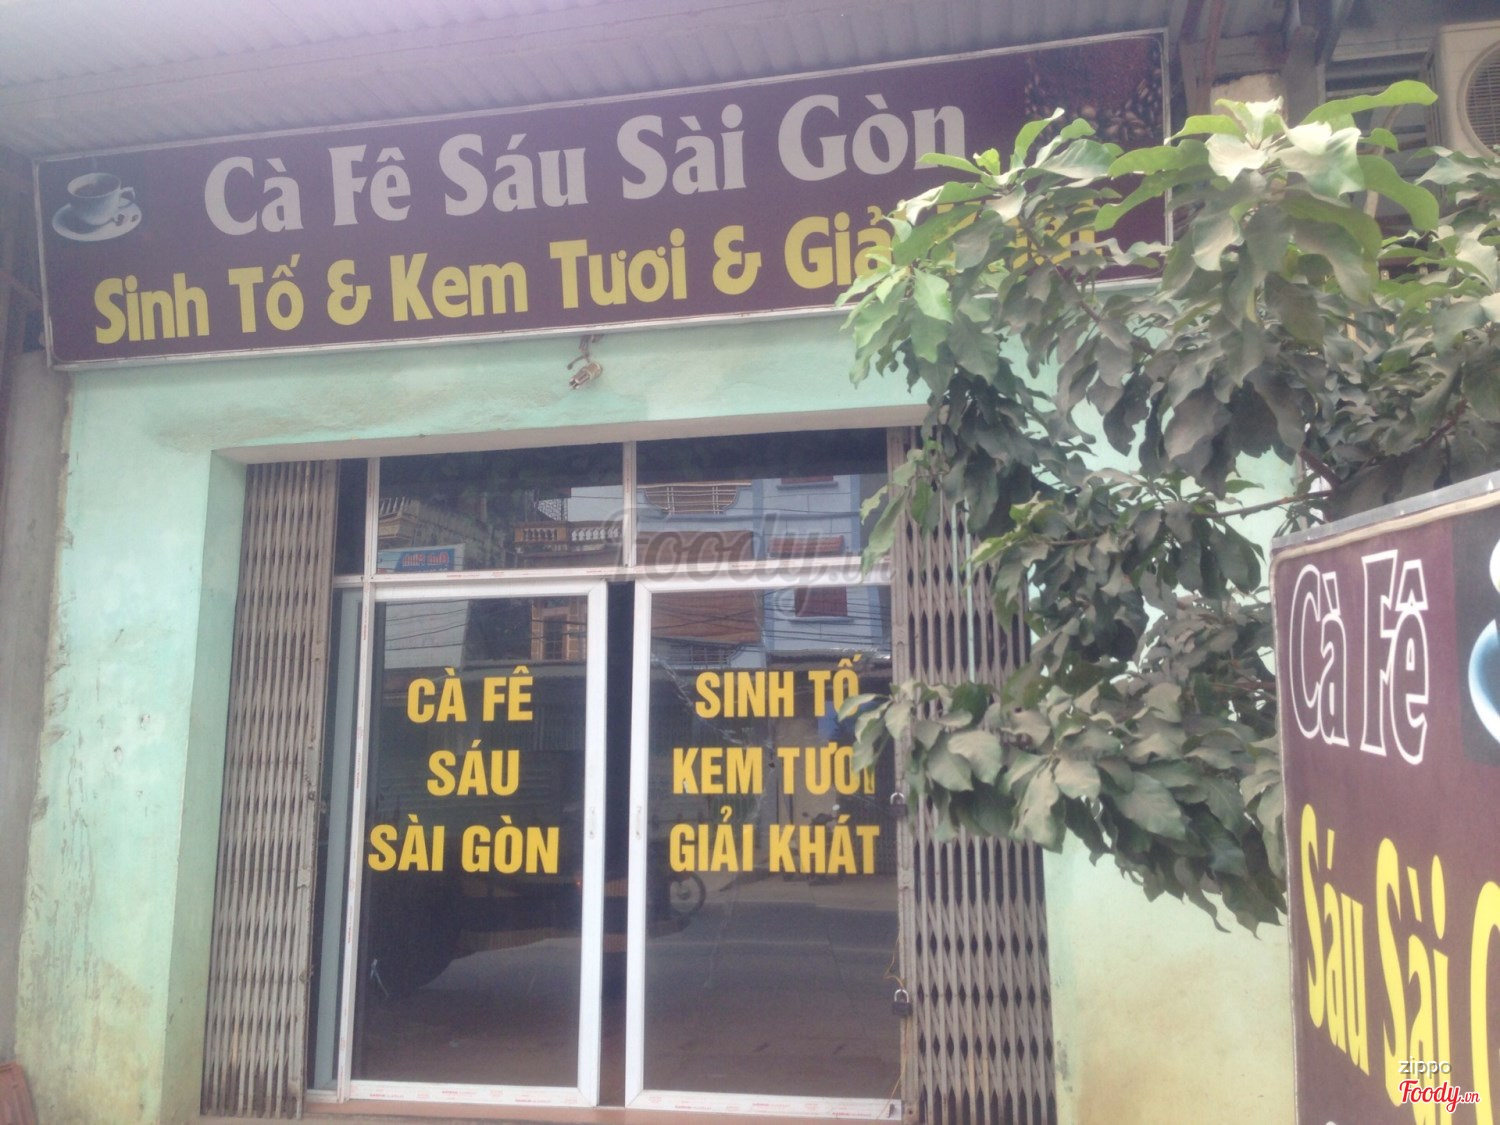 Cà Fê Sáu Sài Gòn
Sinh Tố & Kem Tươi & Giải
CÀ FÊ
SÁU
SÀI GÒN
SINH TỐ
KEM TƯƠI
GIẢI KHÁT
Cà Fê
Sáu Sài
Foody.vn
zippo
Foody.vn